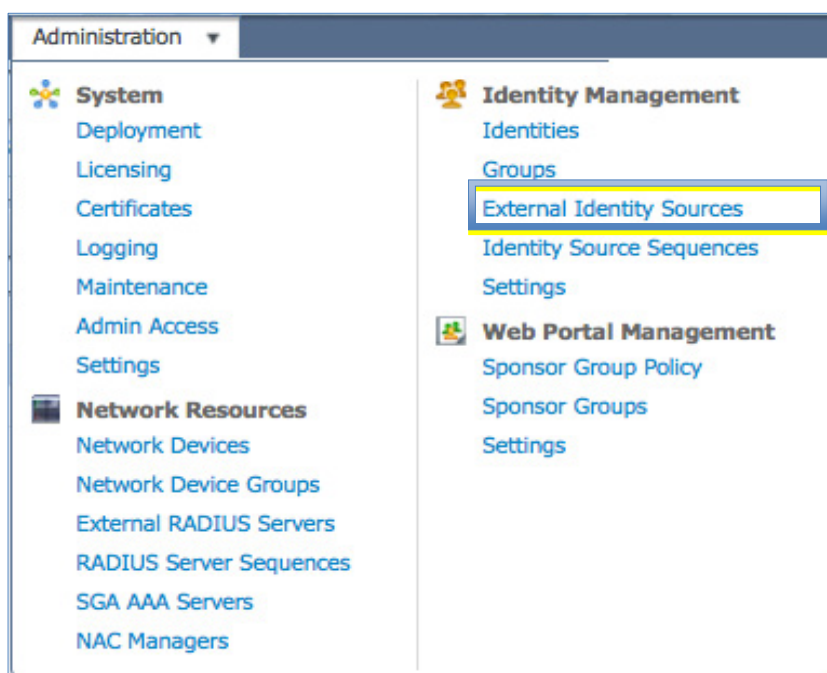 Administration
System
Deployment
Licensing
Certificates
Logging
Maintenance
Admin Access
Settings
Network Resources
Network Devices
Network Device Groups
External RADIUS Servers
RADIUS Server Sequences
SGA AAA Servers
NAC Managers
Identity Management
Identities
Groups
External Identity Sources
Identity Source Sequences
Settings
Web Portal Management
Sponsor Group Policy
Sponsor Groups
Settings